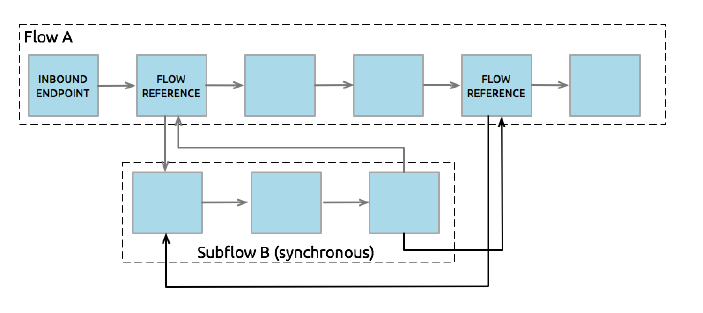 Flow A
INBOUND
ENDPOINT
FLOW
REFERENCE
FLOW
REFERENCE
Subflow B (synchronous)